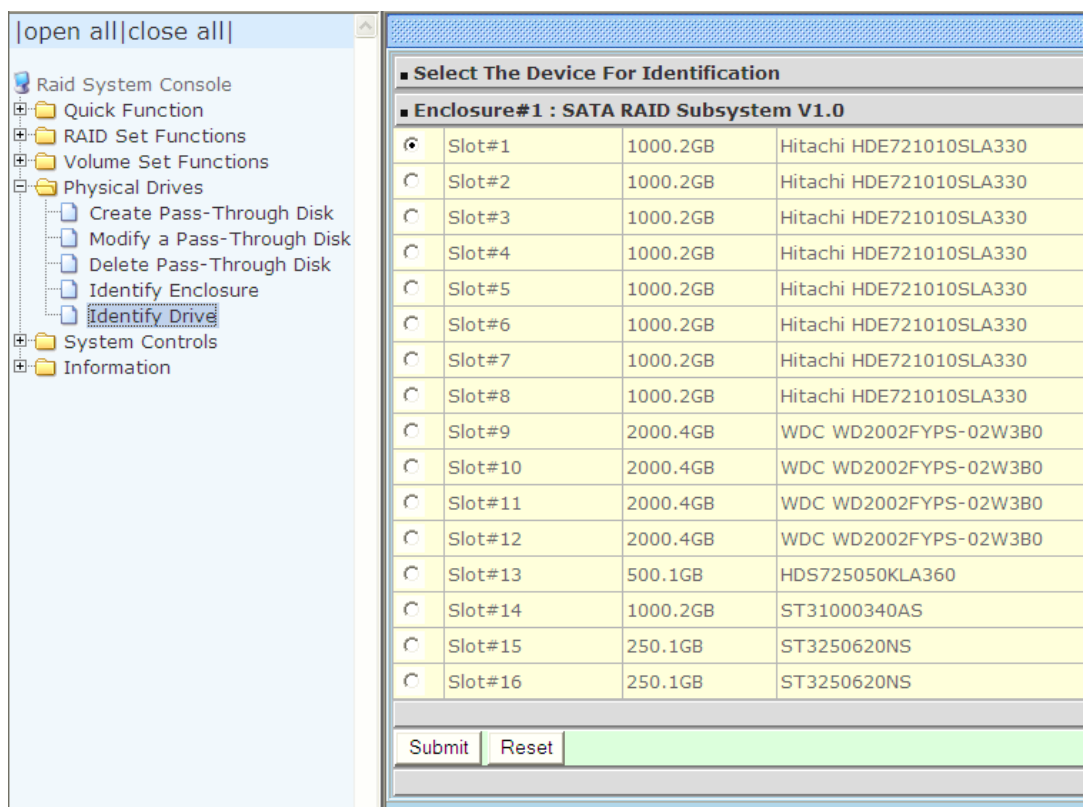 |open all|close all|
Raid System Console
Quick Function
RAID Set Functions
Volume Set Functions
Physical Drives
Create Pass-Through Disk
Modify a Pass-Through Disk
Delete Pass-Through Disk
Identify Enclosure
Identify Drive
System Controls
Information
Select The Device For Identification
Enclosure#1 : SATA RAID Subsystem V1.0
Slot#1 1000.2GB Hitachi HDE721010SLA330
Slot#2 1000.2GB Hitachi HDE721010SLA330
Slot#3 1000.2GB Hitachi HDE721010SLA330
Slot#4 1000.2GB Hitachi HDE721010SLA330
Slot#5 1000.2GB Hitachi HDE721010SLA330
Slot#6 1000.2GB Hitachi HDE721010SLA330
Slot#7 1000.2GB Hitachi HDE721010SLA330
Slot#8 1000.2GB Hitachi HDE721010SLA330
Slot#9 2000.4GB WDC WD2002FYPS-02W3B0
Slot#10 2000.4GB WDC WD2002FYPS-02W3B0
Slot#11 2000.4GB WDC WD2002FYPS-02W3B0
Slot#12 2000.4GB WDC WD2002FYPS-02W3B0
Slot#13 500.1GB HDS725050KLA360
Slot#14 1000.2GB ST31000340AS
Slot#15 250.1GB ST3250620NS
Slot#16 250.1GB ST3250620NS
Submit Reset